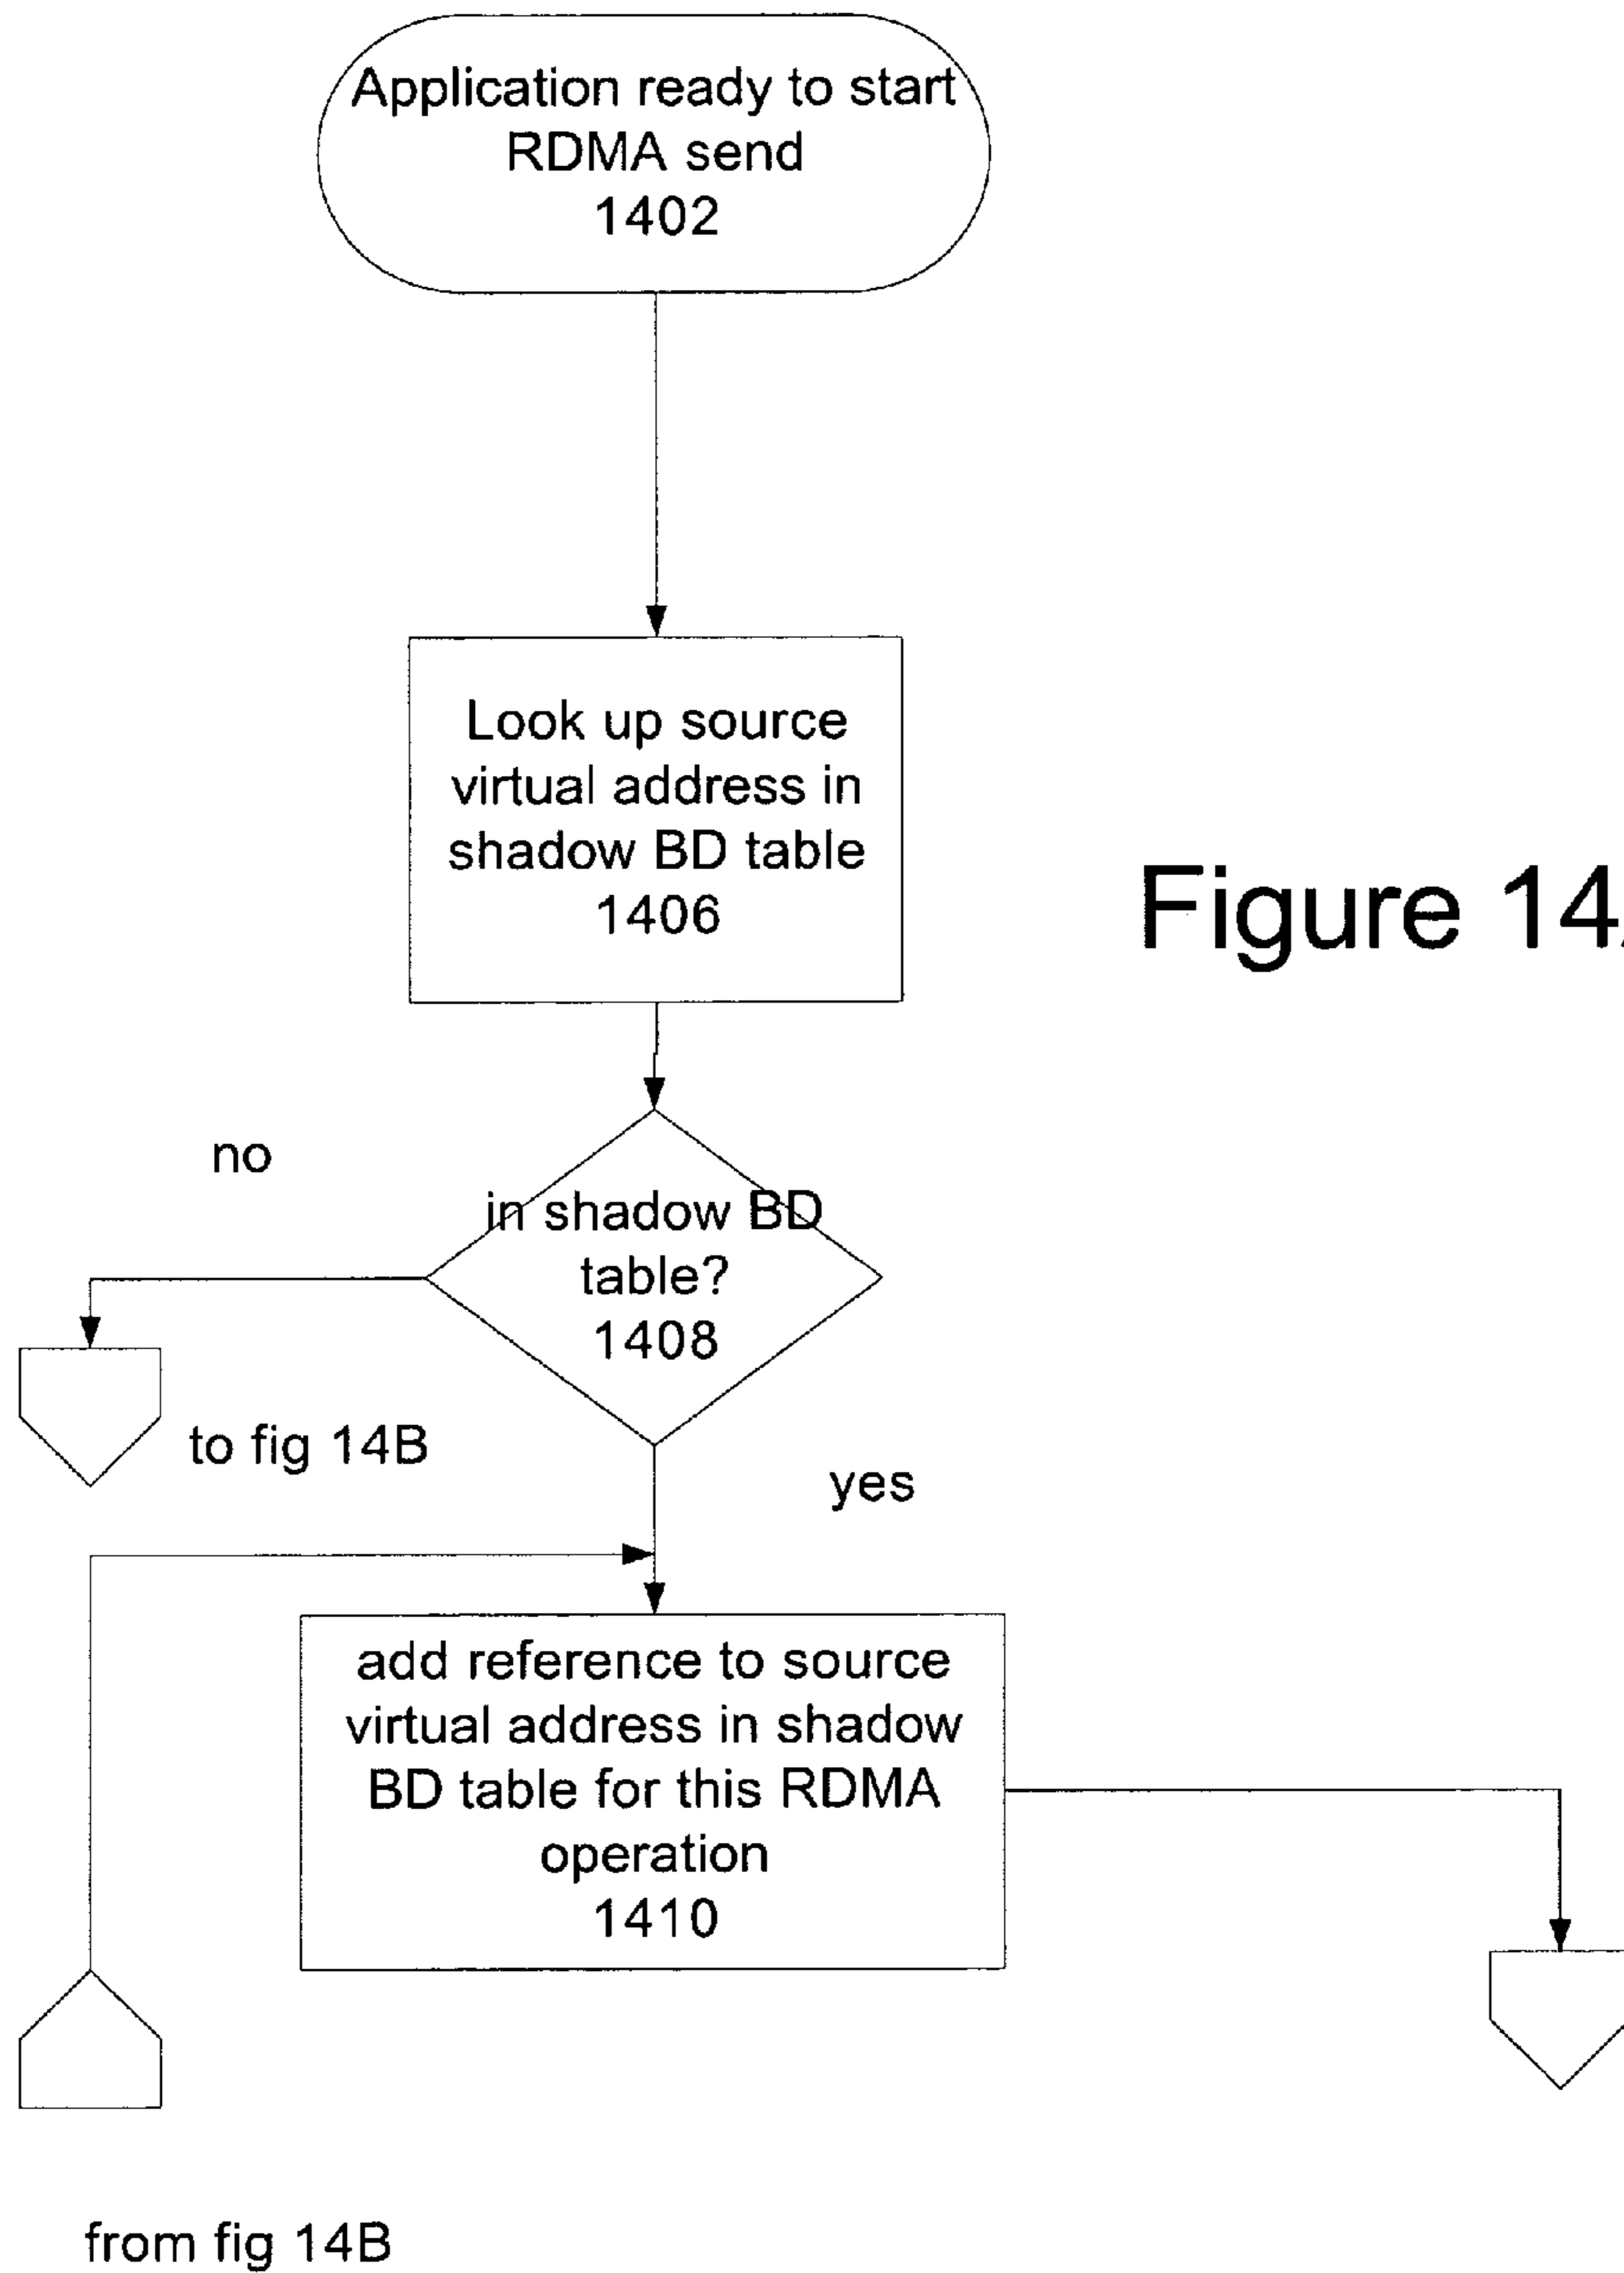 Application ready to start
RDMA send
1402
Look up source
virtual address in
shadow BD table
1406
Figure 14
no
in shadow BD
table?
1408
to fig 14B
yes
add reference to source
virtual address in shadow
BD table for this RDMA
operation
1410
from fig 14B